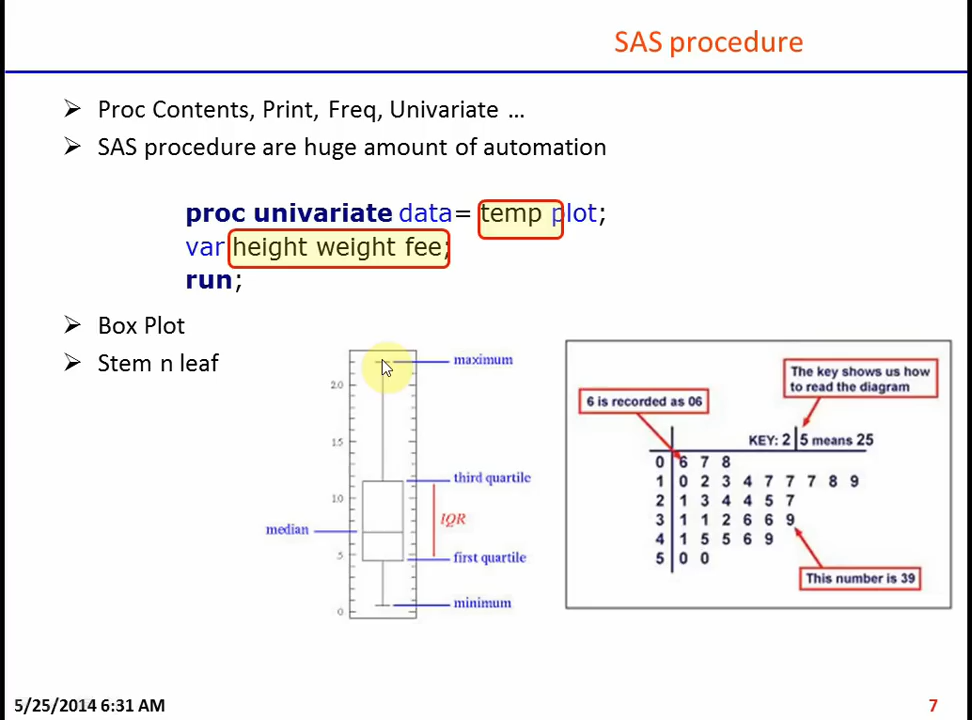 SAS procedure
Proc Contents, Print, Freq, Univariate ...
SAS procedure are huge amount of automation
proc univariate data= temp plot;
var height weight fee;
run;
Box Plot
Stem n leaf
maximum
2.0
1.5
third quartile
1.0
IQR
median
5
first quartile
minimum
0
The key shows us how
to read the diagram
6 is recorded as 06
KEY: 2|5 means 25
0 6 7 8
1 0 2 3 4 7 7 7 8 9
2 1 3 4 4 5 7
3 1 1 2 6 6 9
4 1 5 5 6 9
5 0 0
This number is 39
5/25/2014 6:31 AM
7